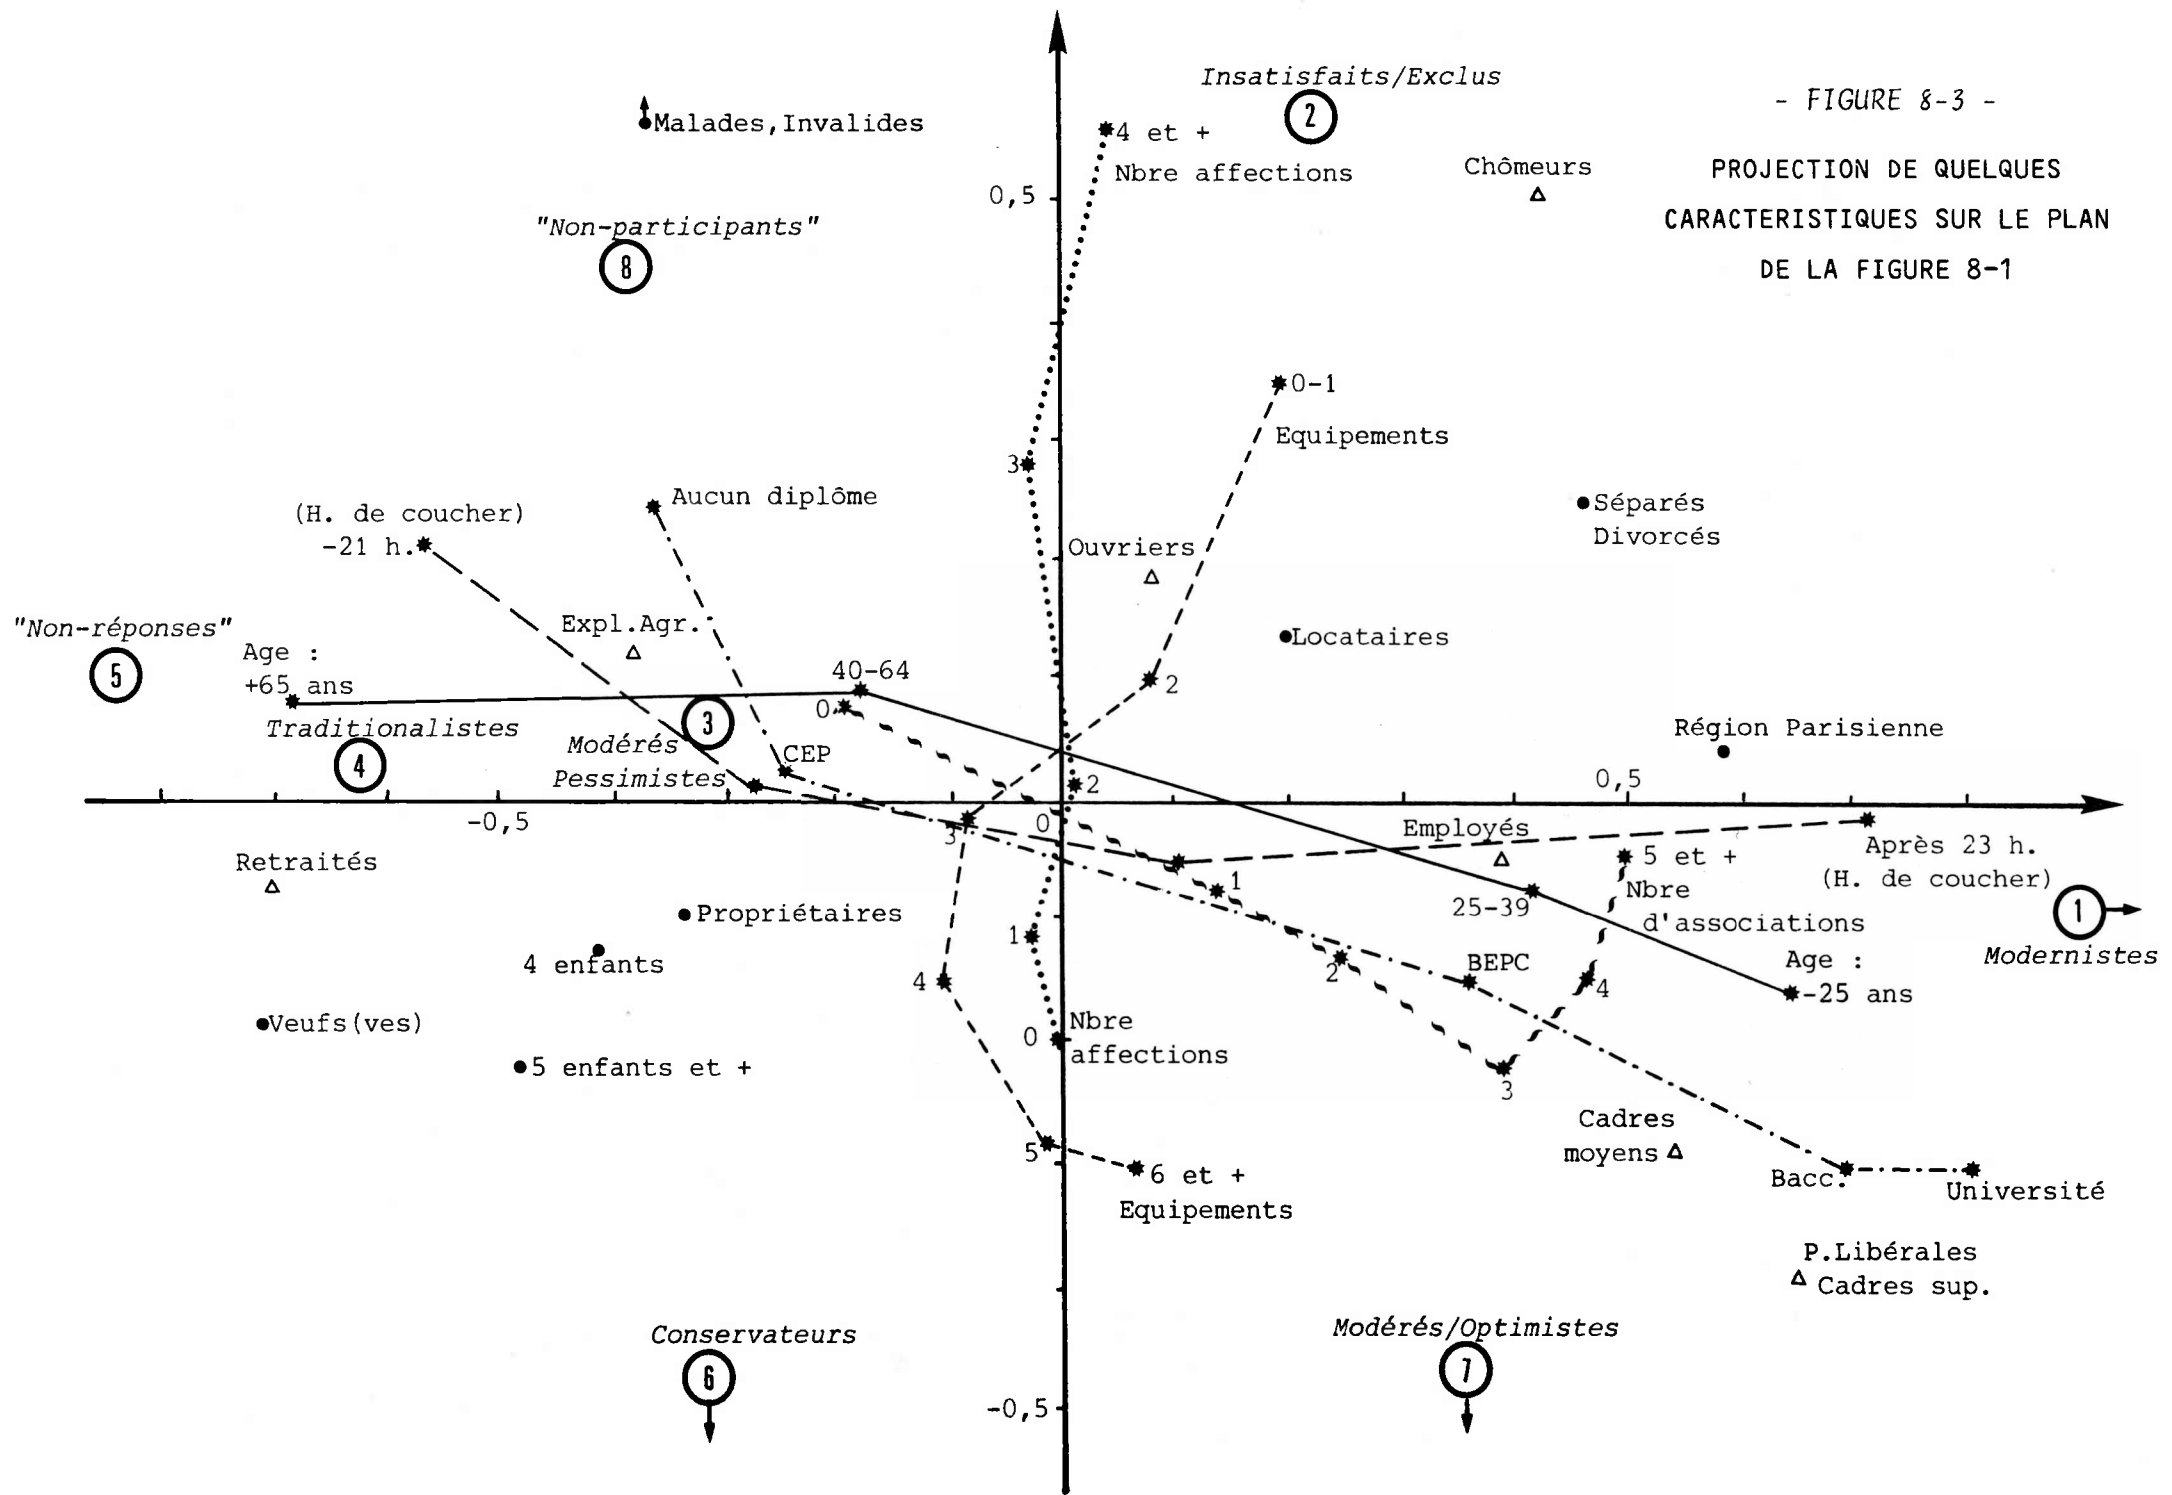 - FIGURE 8-3 -
PROJECTION DE QUELQUES
CARACTERISTIQUES SUR LE PLAN
DE LA FIGURE 8-1
Insatisfaits/Exclus
2
Malades,Invalides
4 et +
Nbre affections
Chômeurs
0,5
"Non-participants"
8
0-1
Equipements
3
Aucun diplôme
Séparés
Divorcés
(H. de coucher)
-21 h.
Ouvriers
Expl.Agr.
Locataires
"Non-réponses"
5
Age :
+65 ans
40-64
2
0
3
Traditionalistes
4
Modérés
Pessimistes
CEP
Région Parisienne
2
0,5
-0,5
3
0
Employés
Après 23 h.
(H. de coucher)
5 et +
Nbre
d'associations
Retraités
1
25-39
1
Modernistes
Propriétaires
1
4 enfants
4
2
BEPC
4
Age :
-25 ans
Veufs(ves)
0
Nbre
affections
5 enfants et +
3
Cadres
moyens
5
6 et +
Equipements
Bacc.
Université
P.Libérales
Cadres sup.
Conservateurs
6
Modérés/Optimistes
7
-0,5